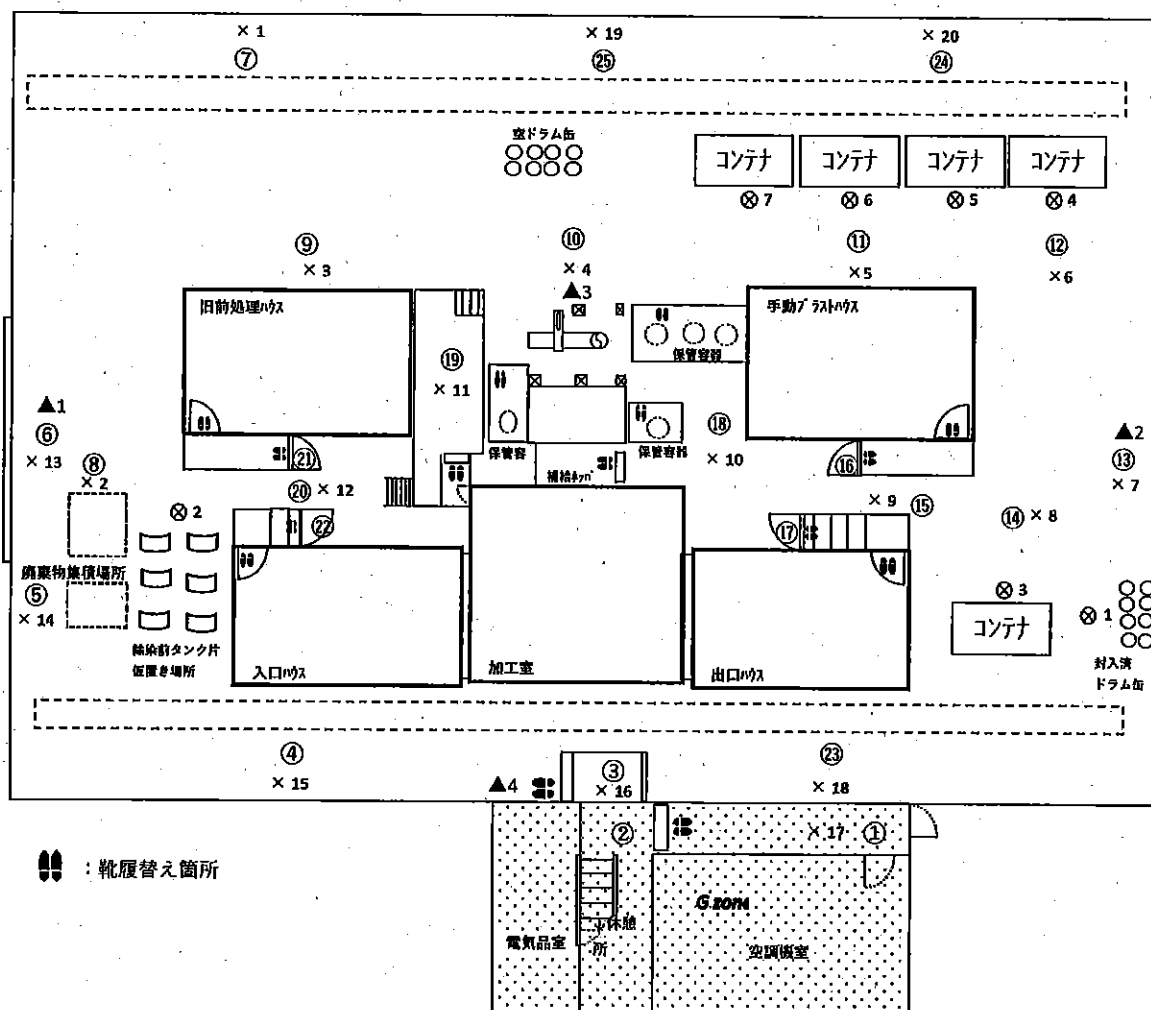 × 1
× 19
× 20
⑦
㉕
㉔
空ドラム缶
コンテナ
コンテナ
コンテナ
コンテナ
⊗ 7
⊗ 6
⊗ 5
⊗ 4
⑨
⑩
⑪
⑫
× 3
× 4
× 5
× 6
▲3
旧前処理ハウス
手動ブラストハウス
保管容器
⑲
× 11
▲1
⑥
× 13
⑧
× 2
⑱
× 10
▲2
⑬
× 7
保管容
保管容器
補給ﾎｯﾊﾟ
㉑
⑯
⑳ × 12
× 9 ⑮
⑭ × 8
⊗ 2
㉒
⑰
廃棄物集積場所
⑤
× 14
⊗ 3
⊗ 1
コンテナ
除染前タンク片
仮置き場所
入口ハウス
加工室
出口ハウス
封入済
ドラム缶
④
× 15
③
× 16
㉓
× 18
▲4
②
× 17 ①
：靴履替え箇所
G zone
休憩
所
電気品室
空調機室